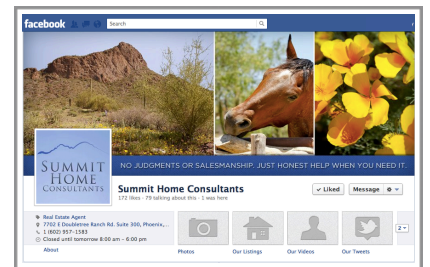 facebook
Search
NO JUDGMENTS OR SALESMANSHIP. JUST HONEST HELP WHEN YOU NEED IT.
SUMMIT
HOME
CONSULTANTS
Summit Home Consultants
172 likes · 79 talking about this · 1 was here
Liked
Message
Real Estate Agent
7702 E Doubletree Ranch Rd. Suite 300, Phoenix,...
1 (602) 957-1583
Closed until tomorrow 8:00 am - 6:00 pm
2
About
Photos
Our Listings
Our Videos
Our Tweets